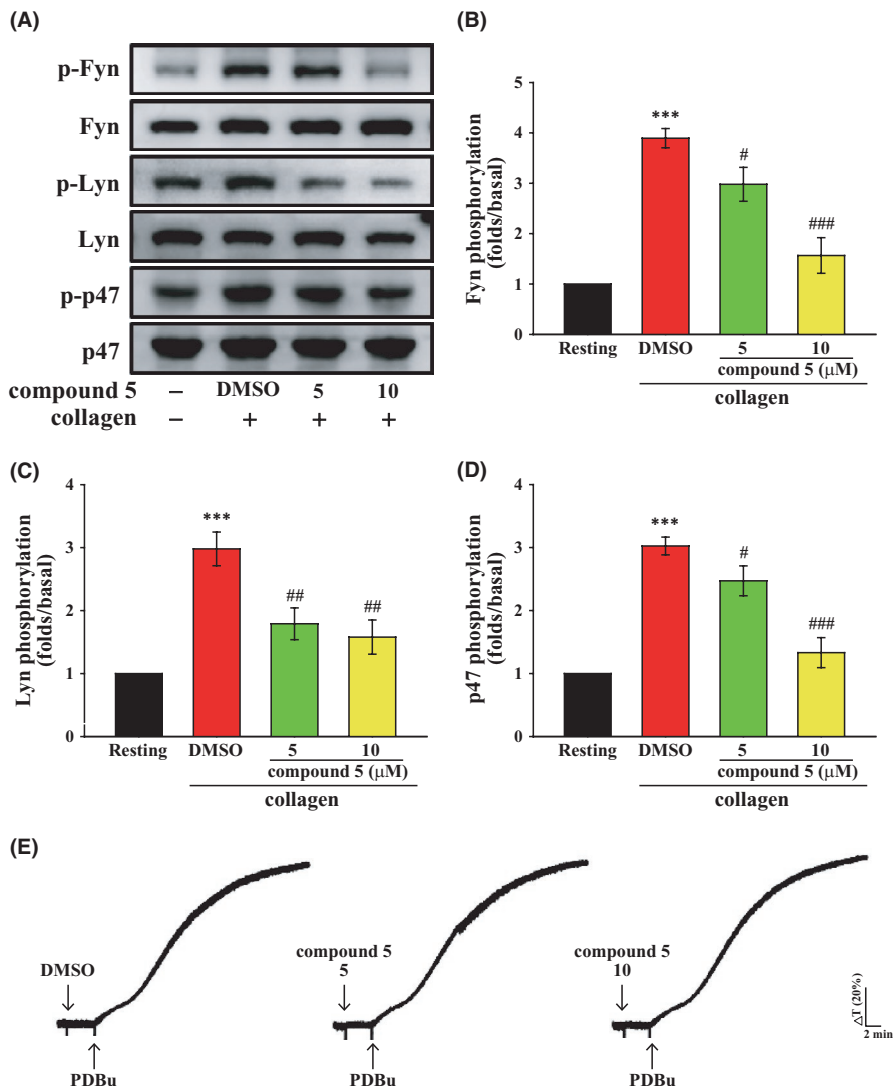 (A)
p-Fyn
Fyn
p-Lyn
Lyn
p-p47
p47
compound 5 – DMSO 5 10
collagen – + + +
(B)
Fyn phosphorylation
(folds/basal)
5
4
3
2
1
0
***
#
###
Resting DMSO 5 10
compound 5 (μM)
collagen
(C)
Lyn phosphorylation
(folds/basal)
4
3
2
1
0
***
##
##
Resting DMSO 5 10
compound 5 (μM)
collagen
(D)
p47 phosphorylation
(folds/basal)
4
3
2
1
0
***
#
###
Resting DMSO 5 10
compound 5 (μM)
collagen
(E)
DMSO
PDBu
compound 5
5
PDBu
compound 5
10
PDBu
△T (20%)
2 min